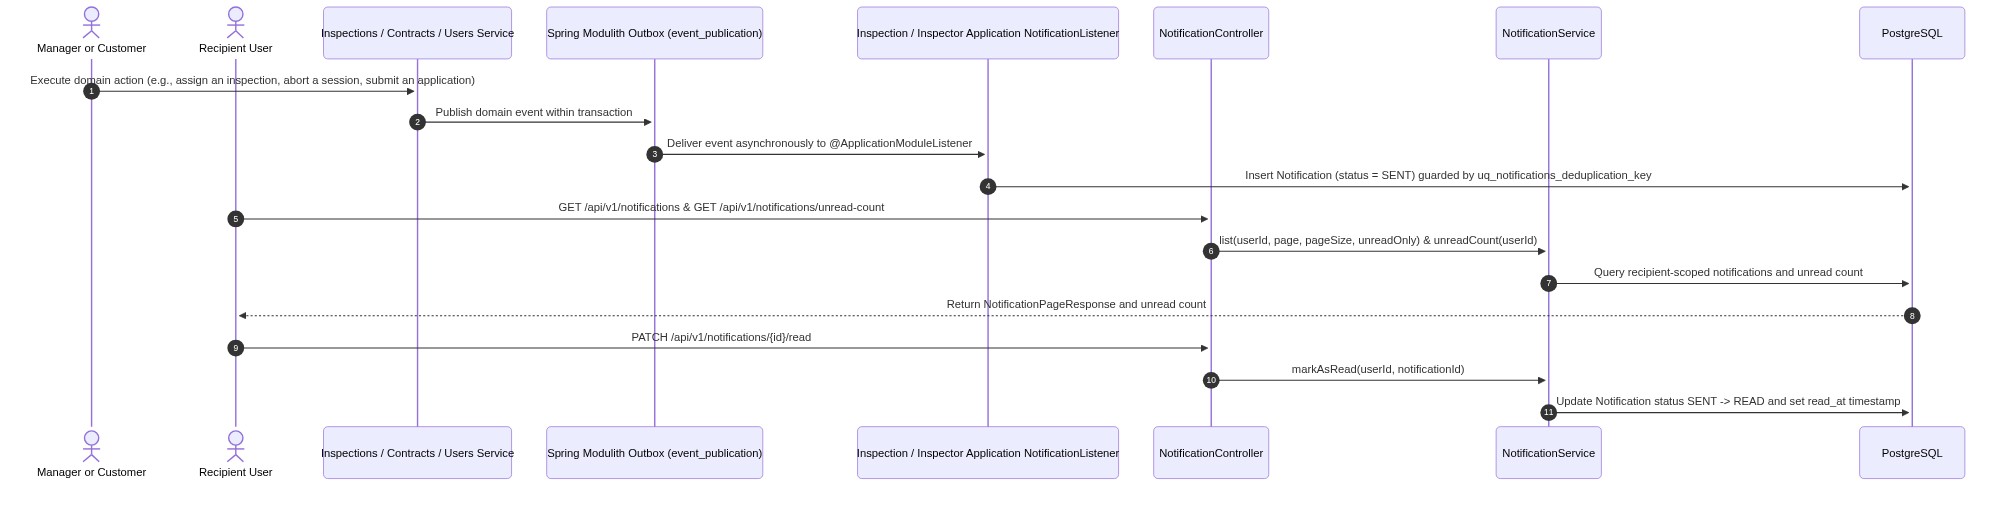 Manager or Customer
Recipient User
Inspections / Contracts / Users Service
Spring Modulith Outbox (event_publication)
Inspection / Inspector Application NotificationListener
NotificationController
NotificationService
PostgreSQL
Execute domain action (e.g., assign an inspection, abort a session, submit an application)
1
Publish domain event within transaction
2
Deliver event asynchronously to @ApplicationModuleListener
3
Insert Notification (status = SENT) guarded by uq_notifications_deduplication_key
4
GET /api/v1/notifications & GET /api/v1/notifications/unread-count
5
list(userId, page, pageSize, unreadOnly) & unreadCount(userId)
6
Query recipient-scoped notifications and unread count
7
Return NotificationPageResponse and unread count
8
PATCH /api/v1/notifications/{id}/read
9
markAsRead(userId, notificationId)
10
Update Notification status SENT -> READ and set read_at timestamp
11
Manager or Customer
Recipient User
Inspections / Contracts / Users Service
Spring Modulith Outbox (event_publication)
Inspection / Inspector Application NotificationListener
NotificationController
NotificationService
PostgreSQL